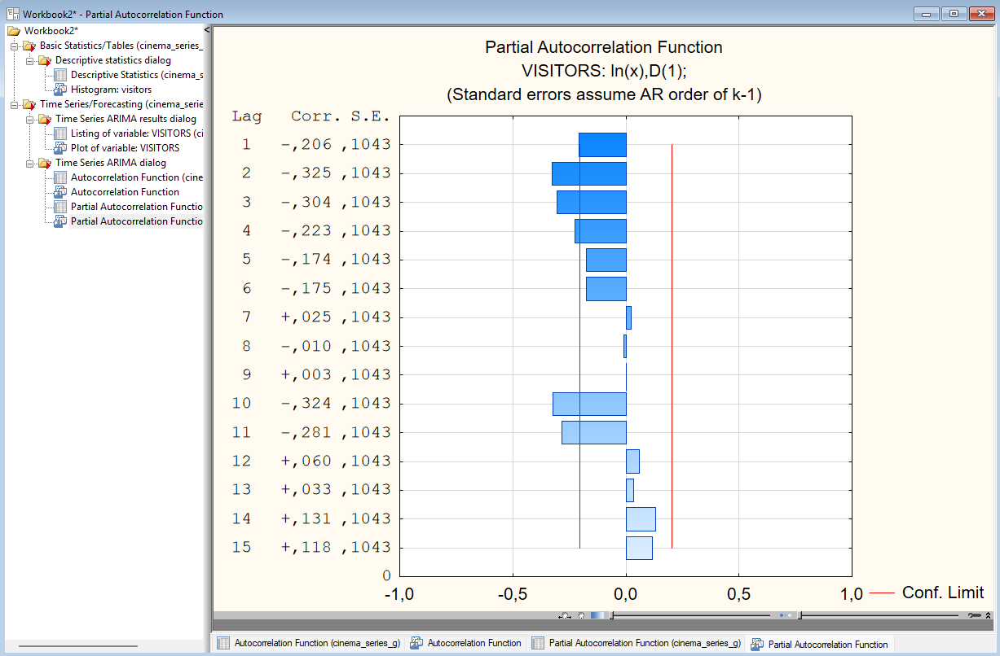 Workbook2* - Partial Autocorrelation Function
Workbook2*
Basic Statistics/Tables (cinema_series_
Descriptive statistics dialog
Descriptive Statistics (cinema_s
Histogram: visitors
Time Series/Forecasting (cinema_serie
Time Series ARIMA results dialog
Listing of variable: VISITORS (ci
Plot of variable: VISITORS
Time Series ARIMA dialog
Autocorrelation Function (cine
Autocorrelation Function
Partial Autocorrelation Functio
Partial Autocorrelation Functio
<
Partial Autocorrelation Function
VISITORS: ln(x),D(1);
(Standard errors assume AR order of k-1)
Lag Corr. S.E.
1 -,206 ,1043
2 -,325 ,1043
3 -,304 ,1043
4 -,223 ,1043
5 -,174 ,1043
6 -,175 ,1043
7 +,025 ,1043
8 -,010 ,1043
9 +,003 ,1043
10 -,324 ,1043
11 -,281 ,1043
12 +,060 ,1043
13 +,033 ,1043
14 +,131 ,1043
15 +,118 ,1043
0
-1,0 -0,5 0,0 0,5 1,0
Conf. Limit
Autocorrelation Function (cinema_series_g) Autocorrelation Function Partial Autocorrelation Function (cinema_series_g) Partial Autocorrelation Function